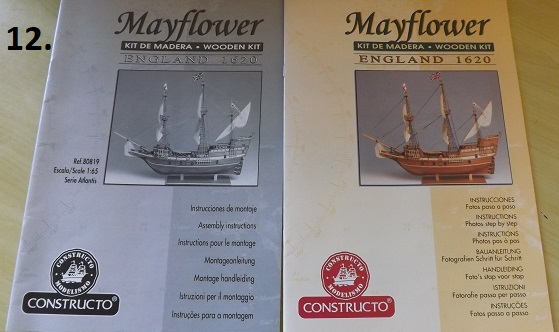 12.
Mayflower
KIT DE MADERA • WOODEN KIT
ENGLAND 1620
Ref.80819
Escala/Scale 1:65
Serie Atlantis
Instrucciones de montaje
Assembly instructions
Instructions pour le montage
Montageanleitung
Montage handleiding
Istruzioni per il montaggio
Instruções para a montagem
CONSTRUCTO
MODELISMO
CONSTRUCTO®
Mayflower
KIT DE MADERA • WOODEN KIT
ENGLAND 1620
INSTRUCCIONES
Fotos paso a paso
INSTRUCTIONS
Photos step by step
INSTRUCTIONS
Photos pas à pas
BAUANLEITUNG
Fotografien Schritt für Schritt
HANDLEIDING
Foto's stap voor stap
ISTRUZIONI
Fotografie passo per passo
INSTRUÇÕES
Fotos passo a passo
CONSTRUCTO
MODELISMO
CONSTRUCTO®